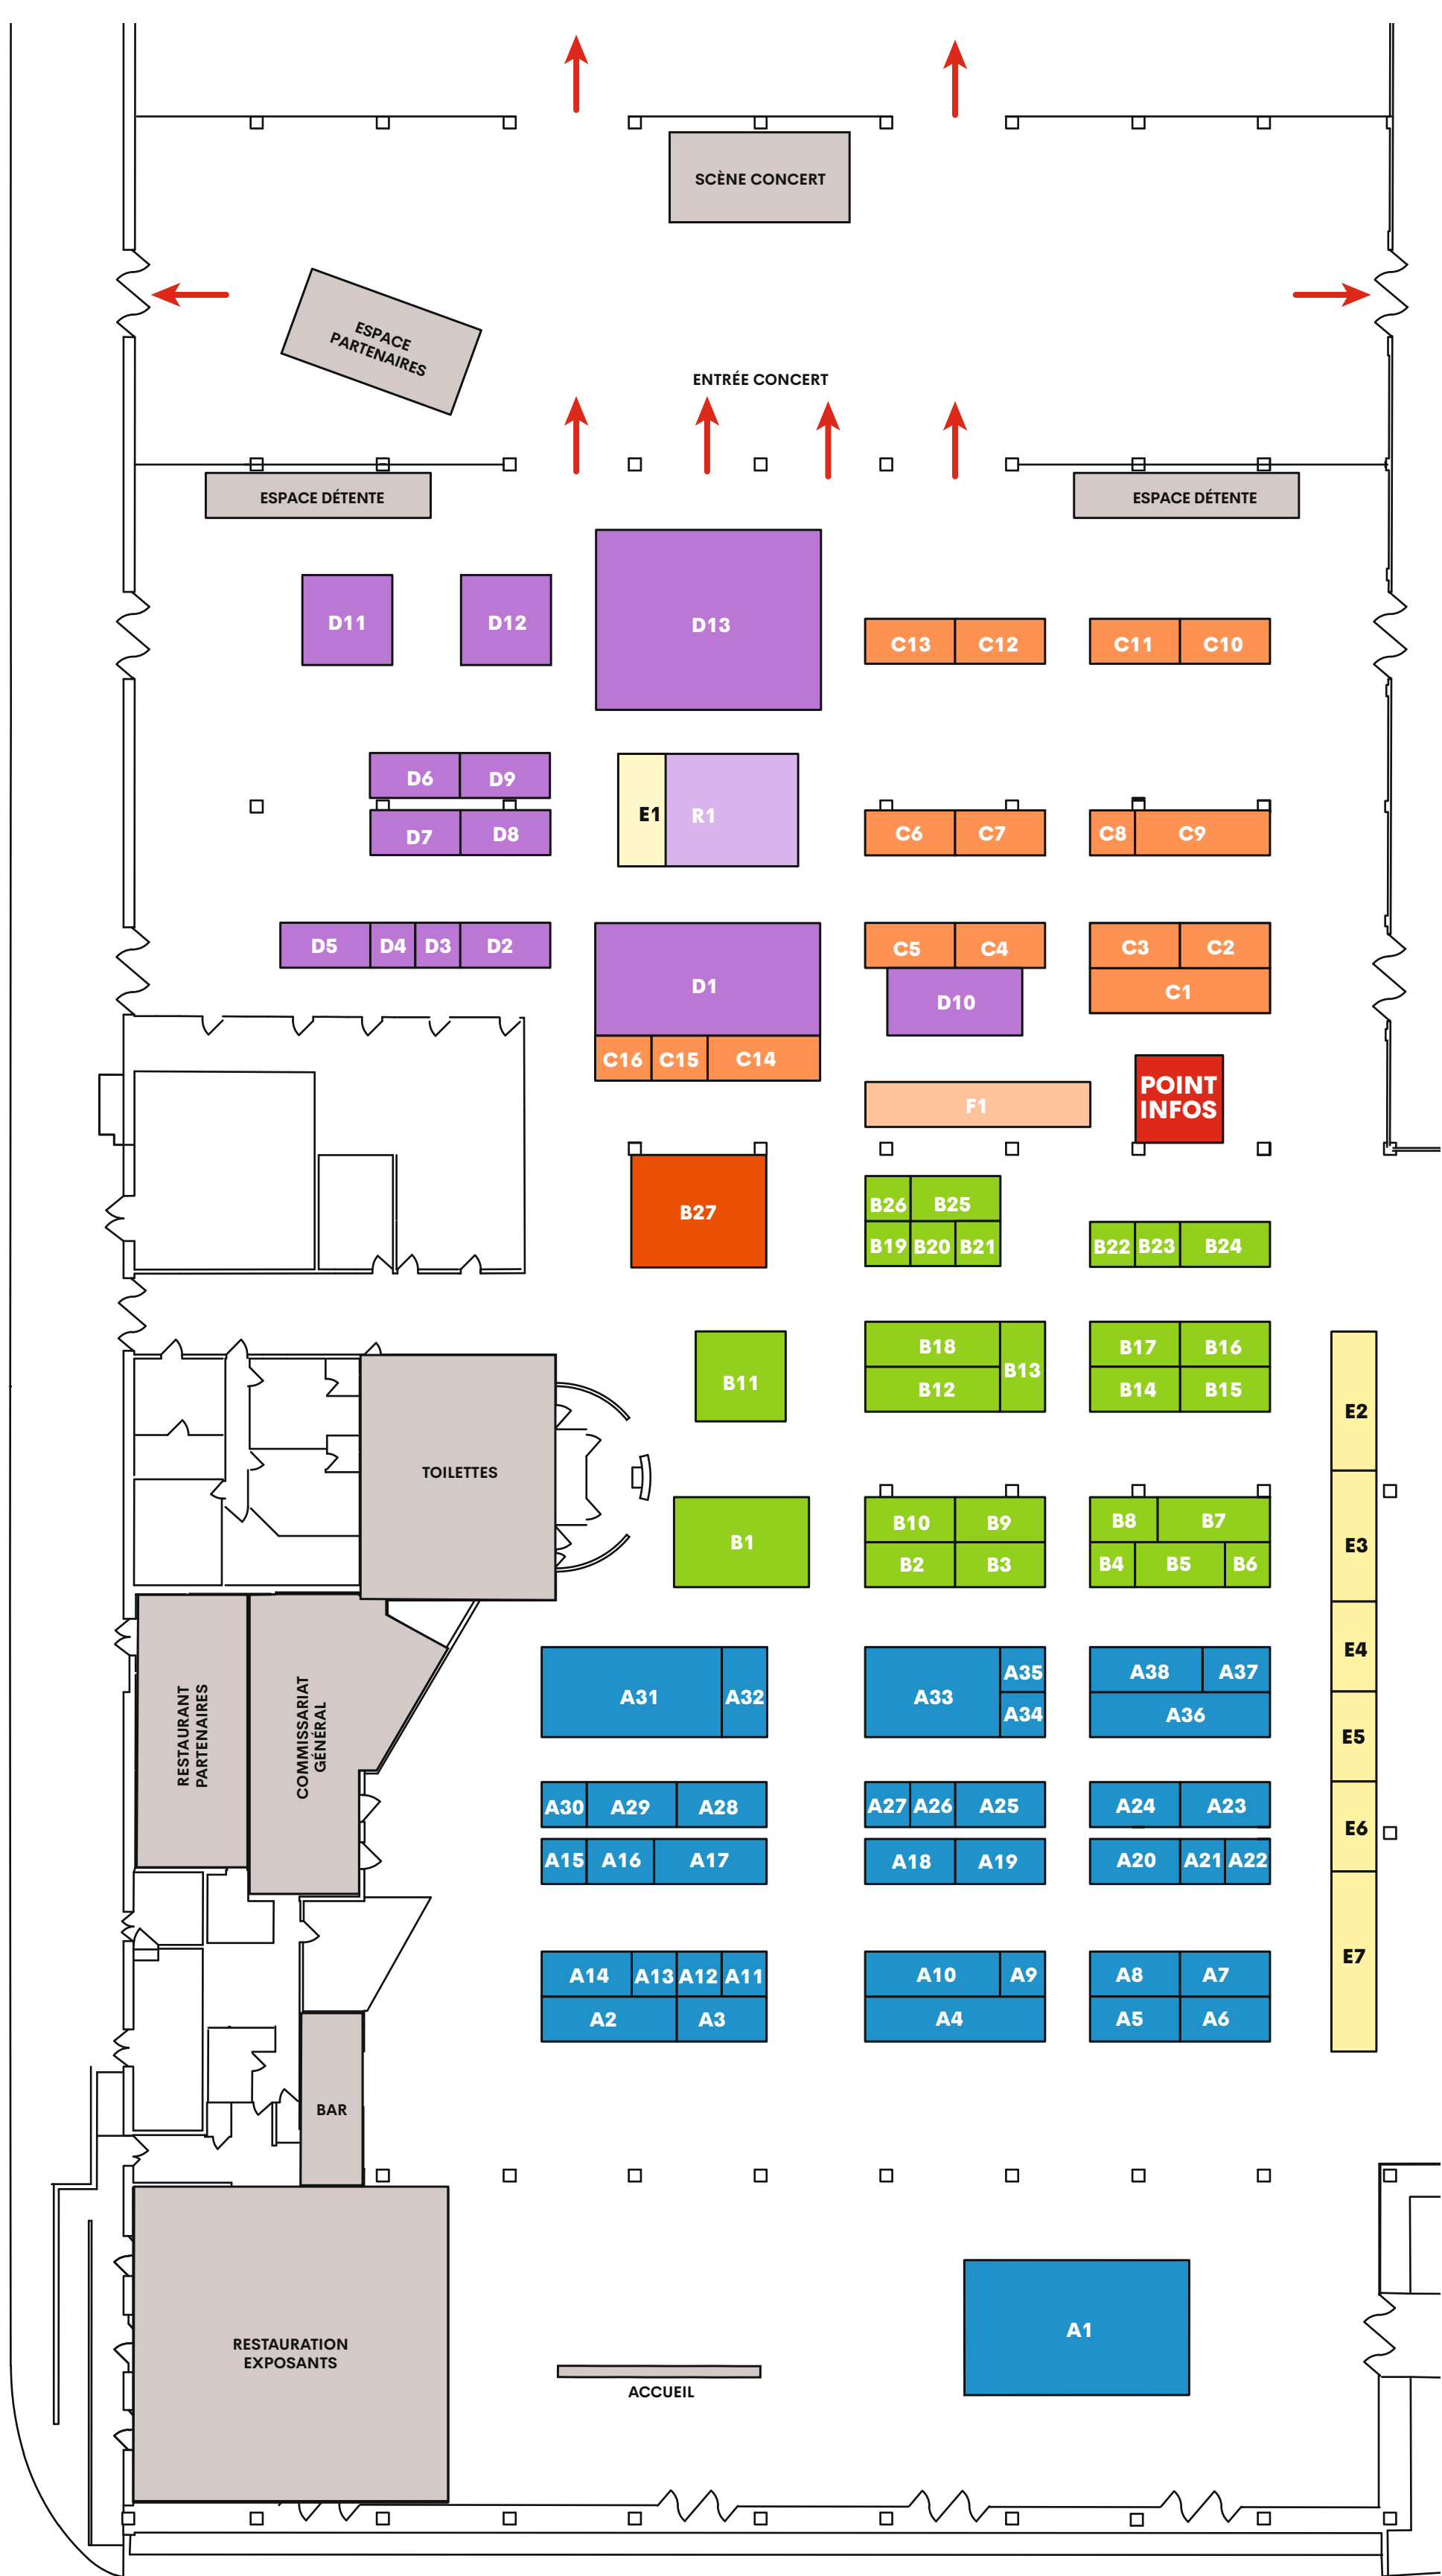 SCÈNE CONCERT
ESPACE
PARTENAIRES
ENTRÉE CONCERT
ESPACE DÉTENTE
ESPACE DÉTENTE
D11
D12
D13
C13
C12
C11
C10
D6
D9
E1
R1
D7
D8
C6
C7
C8
C9
D5
D4
D3
D2
D1
C5
C4
C3
C2
D10
C1
C16
C15
C14
F1
POINT
INFOS
B27
B26
B25
B19
B20
B21
B22
B23
B24
B11
B18
B13
B12
B17
B16
B14
B15
E2
TOILETTES
B1
B10
B9
B2
B3
B8
B7
B4
B5
B6
E3
RESTAURANT
PARTENAIRES
COMMISSARIAT
GÉNÉRAL
A31
A32
A33
A35
A34
A38
A37
A36
E4
E5
A30
A29
A28
A27
A26
A25
A24
A23
E6
A15
A16
A17
A18
A19
A20
A21
A22
E7
A14
A13
A12
A11
A10
A9
A8
A7
A2
A3
A4
A5
A6
BAR
A1
RESTAURATION
EXPOSANTS
ACCUEIL